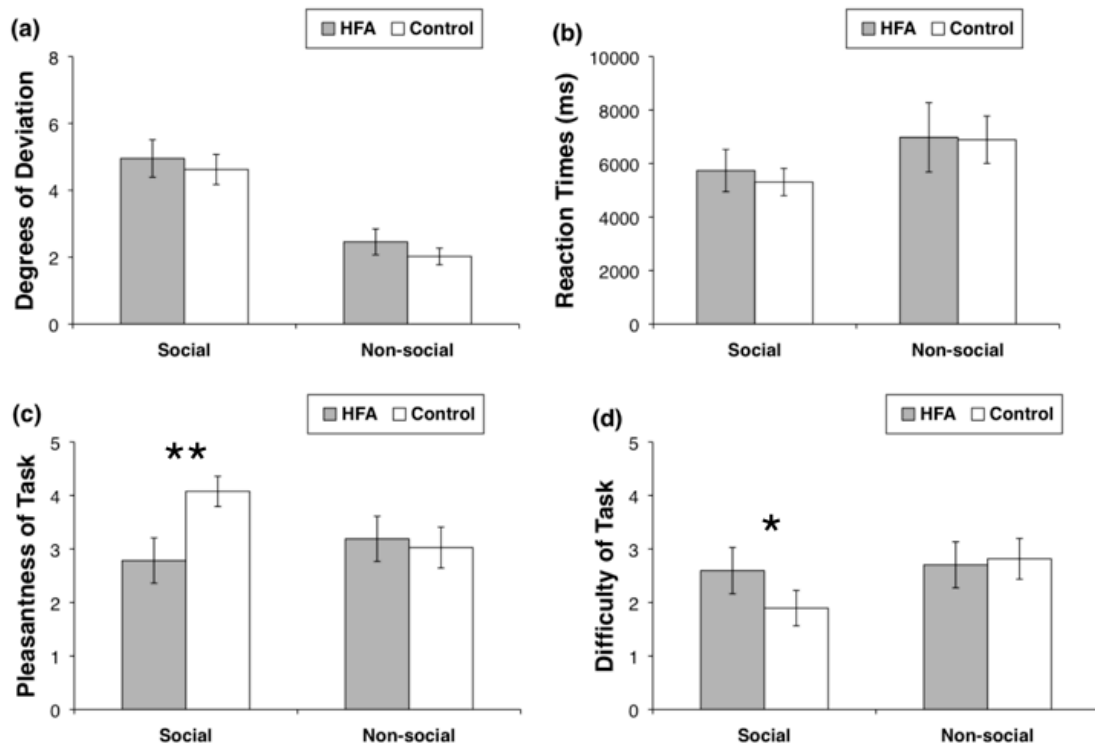 (a)
HFA Control
Degrees of Deviation
8
6
4
2
0
Social Non-social
(b)
HFA Control
Reaction Times (ms)
10000
8000
6000
4000
2000
0
Social Non-social
(c)
HFA Control
Pleasantness of Task
5
4
3
2
1
0
**
Social Non-social
(d)
HFA Control
Difficulty of Task
5
4
3
2
1
0
*
Social Non-social